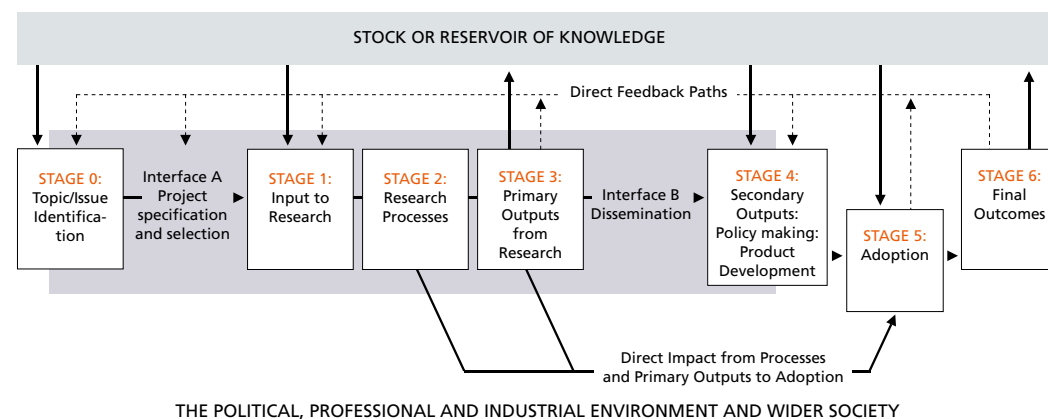 STOCK OR RESERVOIR OF KNOWLEDGE
Direct Feedback Paths
STAGE 0:
Topic/Issue
Identifica-
tion
Interface A
Project
specification
and selection
STAGE 1:
Input to
Research
STAGE 2:
Research
Processes
STAGE 3:
Primary
Outputs
from
Research
Interface B
Dissemination
STAGE 4:
Secondary
Outputs:
Policy making:
Product
Development
STAGE 5:
Adoption
STAGE 6:
Final
Outcomes
Direct Impact from Processes
and Primary Outputs to Adoption
THE POLITICAL, PROFESSIONAL AND INDUSTRIAL ENVIRONMENT AND WIDER SOCIETY